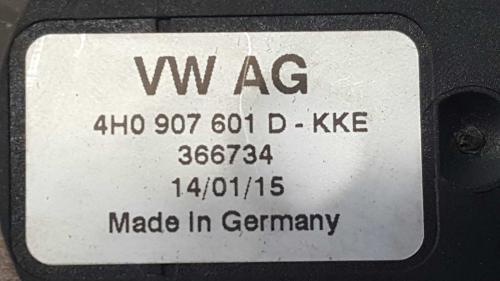 VW AG
4H0 907 601 D - KKE
366734
14/01/15
Made in Germany